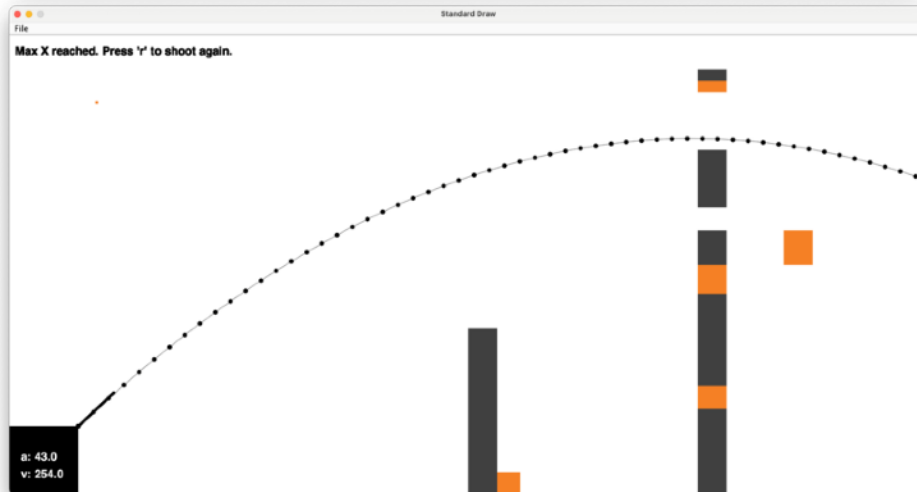 Standard Draw
File
Max X reached. Press 'r' to shoot again.
a: 43.0
v: 254.0